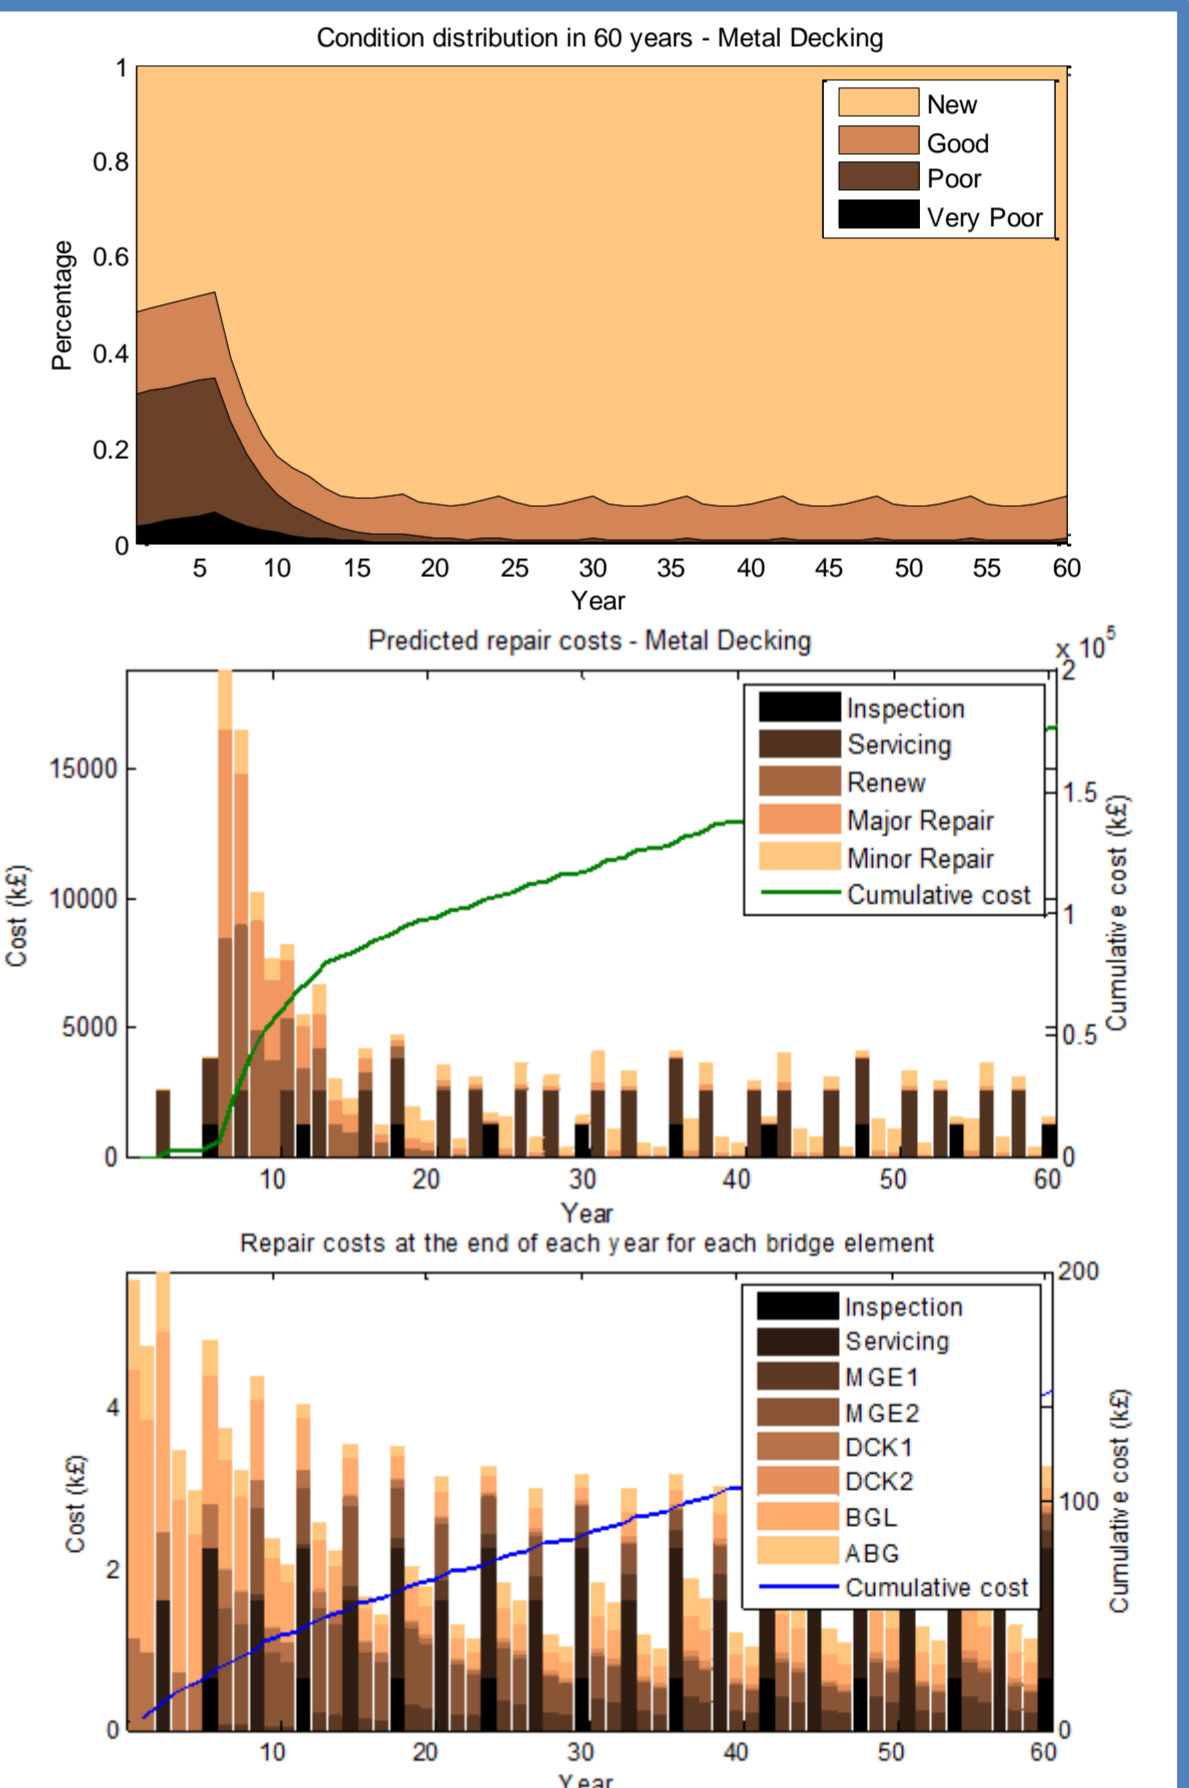 Condition distribution in 60 years - Metal Decking
1
0.8
0.6
0.4
0.2
0
Percentage
New
Good
Poor
Very Poor
5 10 15 20 25 30 35 40 45 50 55 60
Year
Predicted repair costs - Metal Decking
x 10^5
15000
10000
5000
0
Cost (k£)
Inspection
Servicing
Renew
Major Repair
Minor Repair
Cumulative cost
2
1.5
1
0.5
0
Cumulative cost (k£)
10 20 30 40 50 60
Year
Repair costs at the end of each year for each bridge element
4
2
0
Cost (k£)
Inspection
Servicing
MGE1
MGE2
DCK1
DCK2
BGL
ABG
Cumulative cost
200
100
0
Cumulative cost (k£)
10 20 30 40 50 60
Year